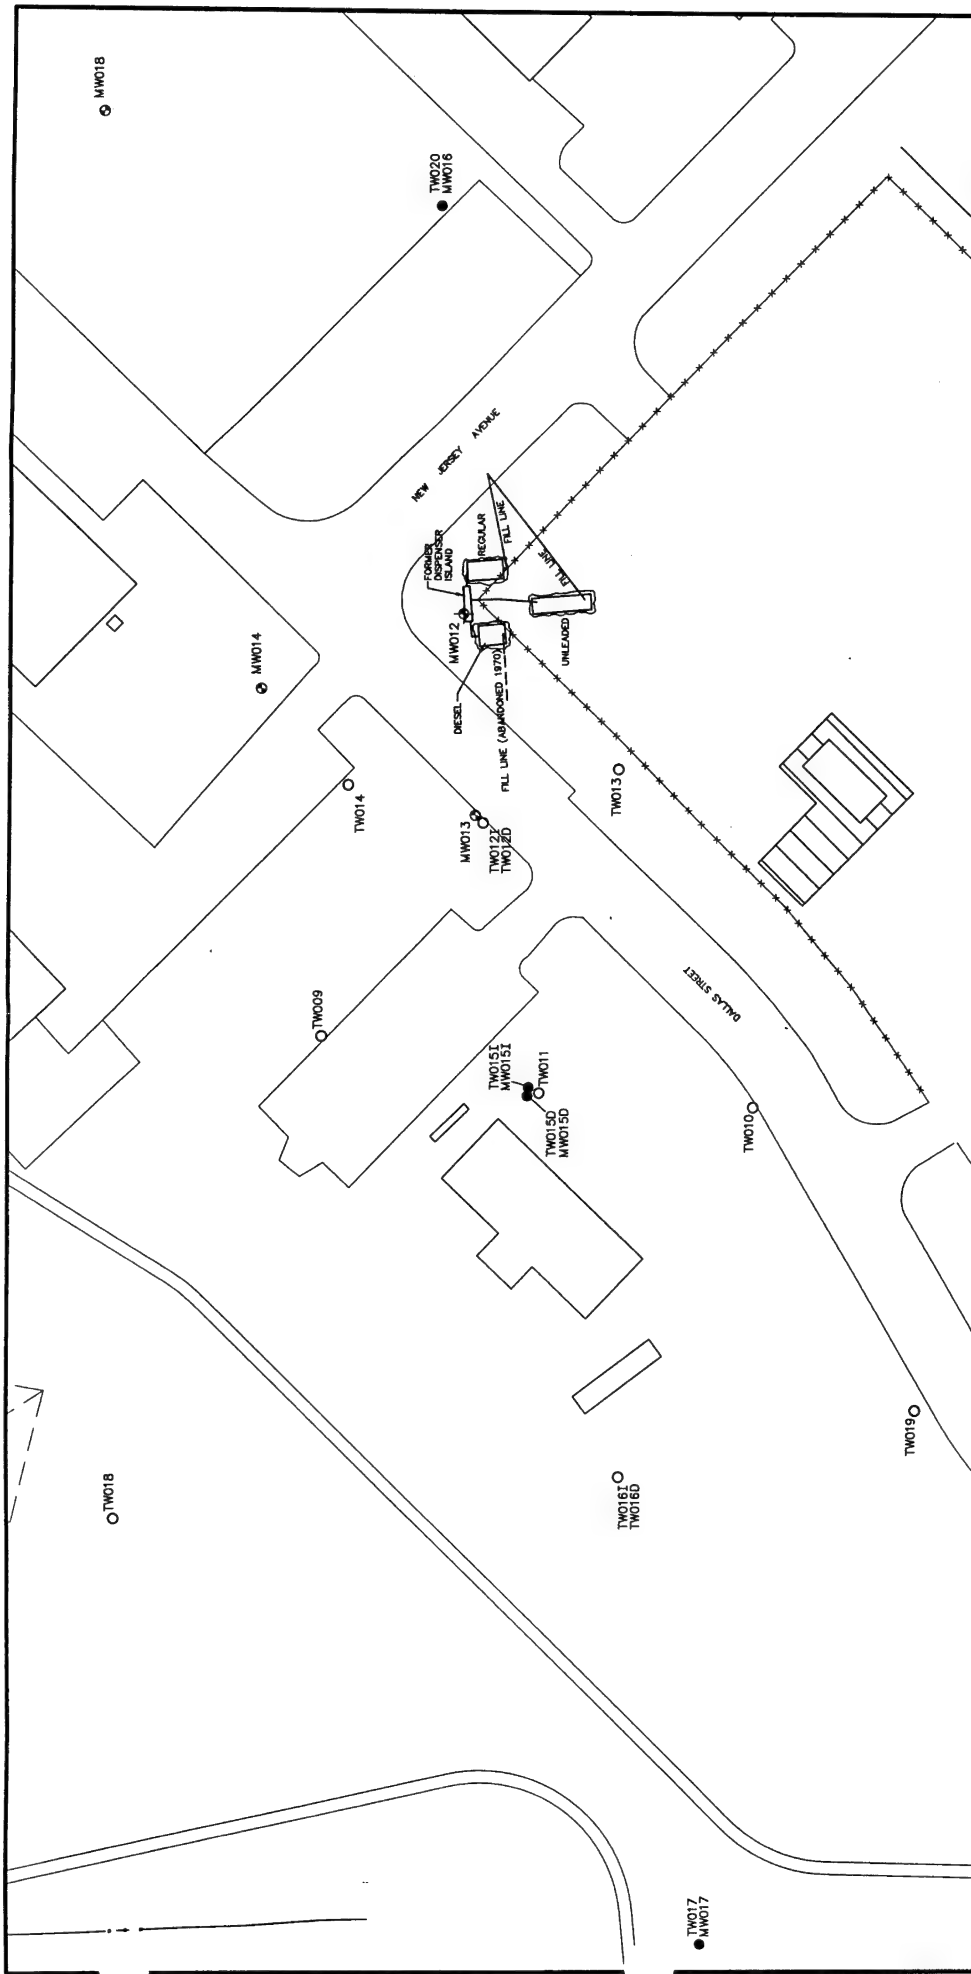 MW018
TW020
MW016
NEW JERSEY AVENUE
FORMER
DISPENSER
ISLAND
REGULAR
FILL LINE
FILL LINE
MW012
UNLEADED
DIESEL
FILL LINE (ABANDONED 1970)
MW014
TW014
MW013
TW012I
TW012D
TW013
DALLAS STREET
TW009
TW015I
MW015I
TW011
TW015D
MW015D
TW010
TW018
TW016I
TW016D
TW019
TW017
MW017